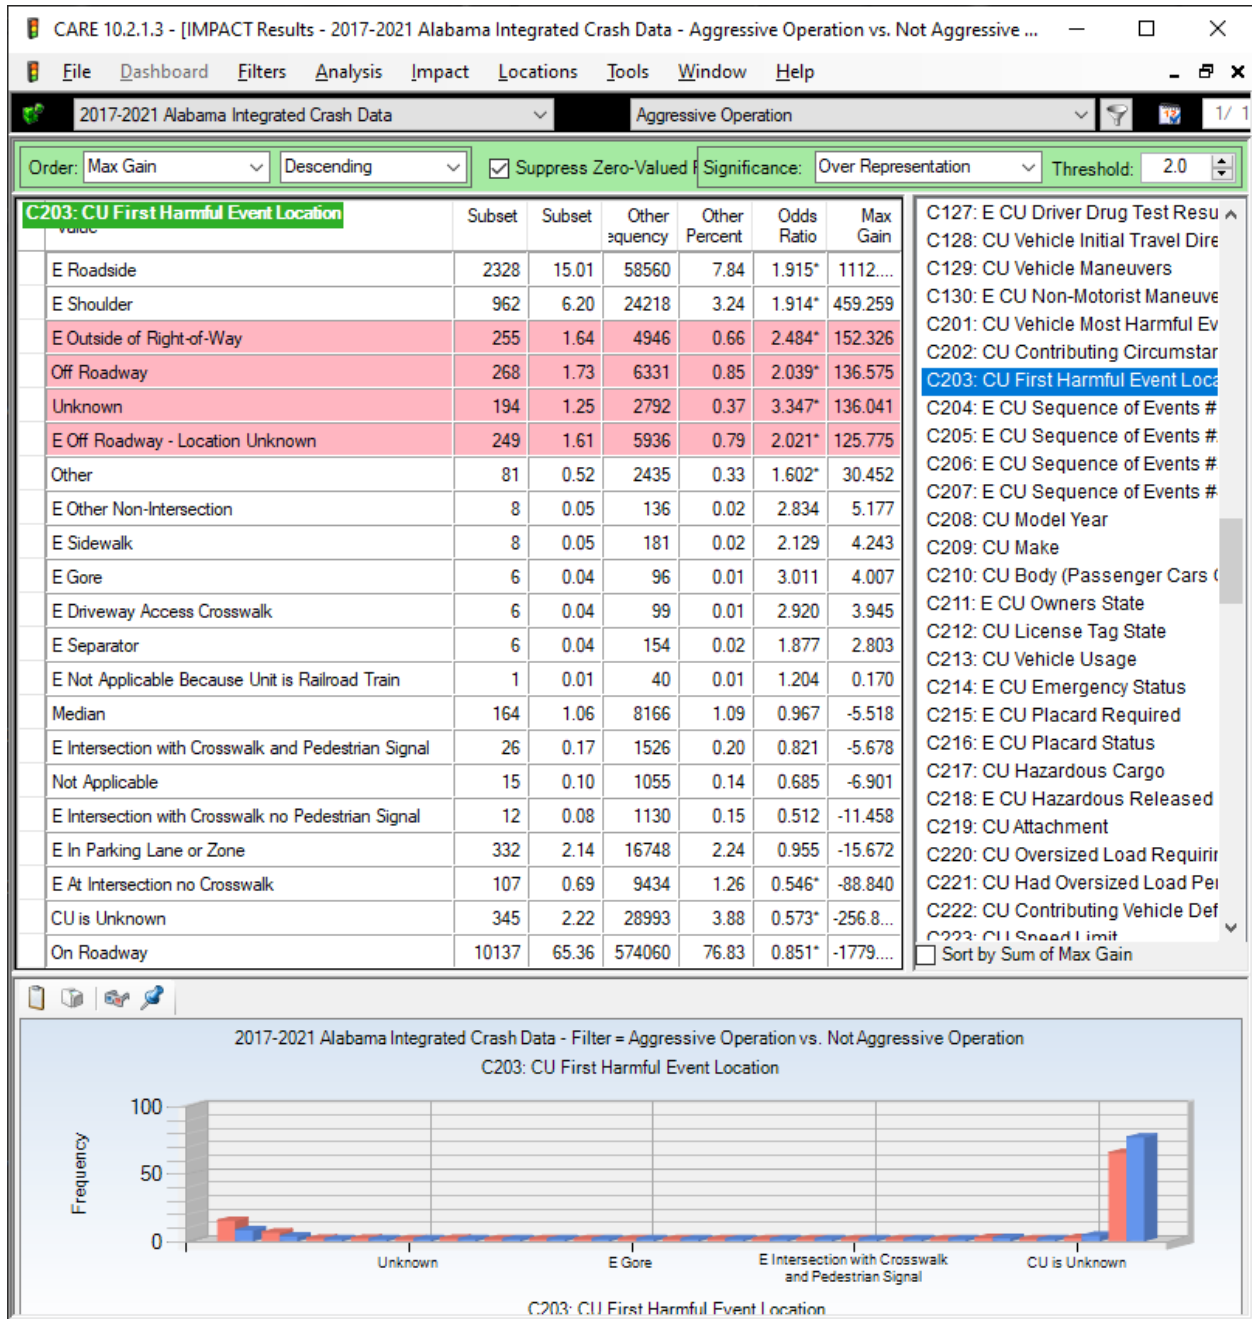 CARE 10.2.1.3 - [IMPACT Results - 2017-2021 Alabama Integrated Crash Data - Aggressive Operation vs. Not Aggressive ...
File Dashboard Filters Analysis Impact Locations Tools Window Help
2017-2021 Alabama Integrated Crash Data Aggressive Operation 1/ 1
Order: Max Gain Descending Suppress Zero-Valued Significance: Over Representation Threshold: 2.0
C203: CU First Harmful Event Location
Subset Subset Other equency Other Percent Odds Ratio Max Gain
E Roadside 2328 15.01 58560 7.84 1.915* 1112....
E Shoulder 962 6.20 24218 3.24 1.914* 459.259
E Outside of Right-of-Way 255 1.64 4946 0.66 2.484* 152.326
Off Roadway 268 1.73 6331 0.85 2.039* 136.575
Unknown 194 1.25 2792 0.37 3.347* 136.041
E Off Roadway - Location Unknown 249 1.61 5936 0.79 2.021* 125.775
Other 81 0.52 2435 0.33 1.602* 30.452
E Other Non-Intersection 8 0.05 136 0.02 2.834 5.177
E Sidewalk 8 0.05 181 0.02 2.129 4.243
E Gore 6 0.04 96 0.01 3.011 4.007
E Driveway Access Crosswalk 6 0.04 99 0.01 2.920 3.945
E Separator 6 0.04 154 0.02 1.877 2.803
E Not Applicable Because Unit is Railroad Train 1 0.01 40 0.01 1.204 0.170
Median 164 1.06 8166 1.09 0.967 -5.518
E Intersection with Crosswalk and Pedestrian Signal 26 0.17 1526 0.20 0.821 -5.678
Not Applicable 15 0.10 1055 0.14 0.685 -6.901
E Intersection with Crosswalk no Pedestrian Signal 12 0.08 1130 0.15 0.512 -11.458
E In Parking Lane or Zone 332 2.14 16748 2.24 0.955 -15.672
E At Intersection no Crosswalk 107 0.69 9434 1.26 0.546* -88.840
CU is Unknown 345 2.22 28993 3.88 0.573* -256.8...
On Roadway 10137 65.36 574060 76.83 0.851* -1779....
C127: E CU Driver Drug Test Resu
C128: CU Vehicle Initial Travel Dire
C129: CU Vehicle Maneuvers
C130: E CU Non-Motorist Maneuve
C201: CU Vehicle Most Harmful Ev
C202: CU Contributing Circumstar
C203: CU First Harmful Event Loca
C204: E CU Sequence of Events #
C205: E CU Sequence of Events #
C206: E CU Sequence of Events #
C207: E CU Sequence of Events #
C208: CU Model Year
C209: CU Make
C210: CU Body (Passenger Cars
C211: E CU Owners State
C212: CU License Tag State
C213: CU Vehicle Usage
C214: E CU Emergency Status
C215: E CU Placard Required
C216: E CU Placard Status
C217: CU Hazardous Cargo
C218: E CU Hazardous Released
C219: CU Attachment
C220: CU Oversized Load Requirir
C221: CU Had Oversized Load Per
C222: CU Contributing Vehicle Def
C223: CU Speed Limit
Sort by Sum of Max Gain
2017-2021 Alabama Integrated Crash Data - Filter = Aggressive Operation vs. Not Aggressive Operation
C203: CU First Harmful Event Location
Frequency
100
50
0
Unknown E Gore E Intersection with Crosswalk and Pedestrian Signal CU is Unknown
C203: CU First Harmful Event Location